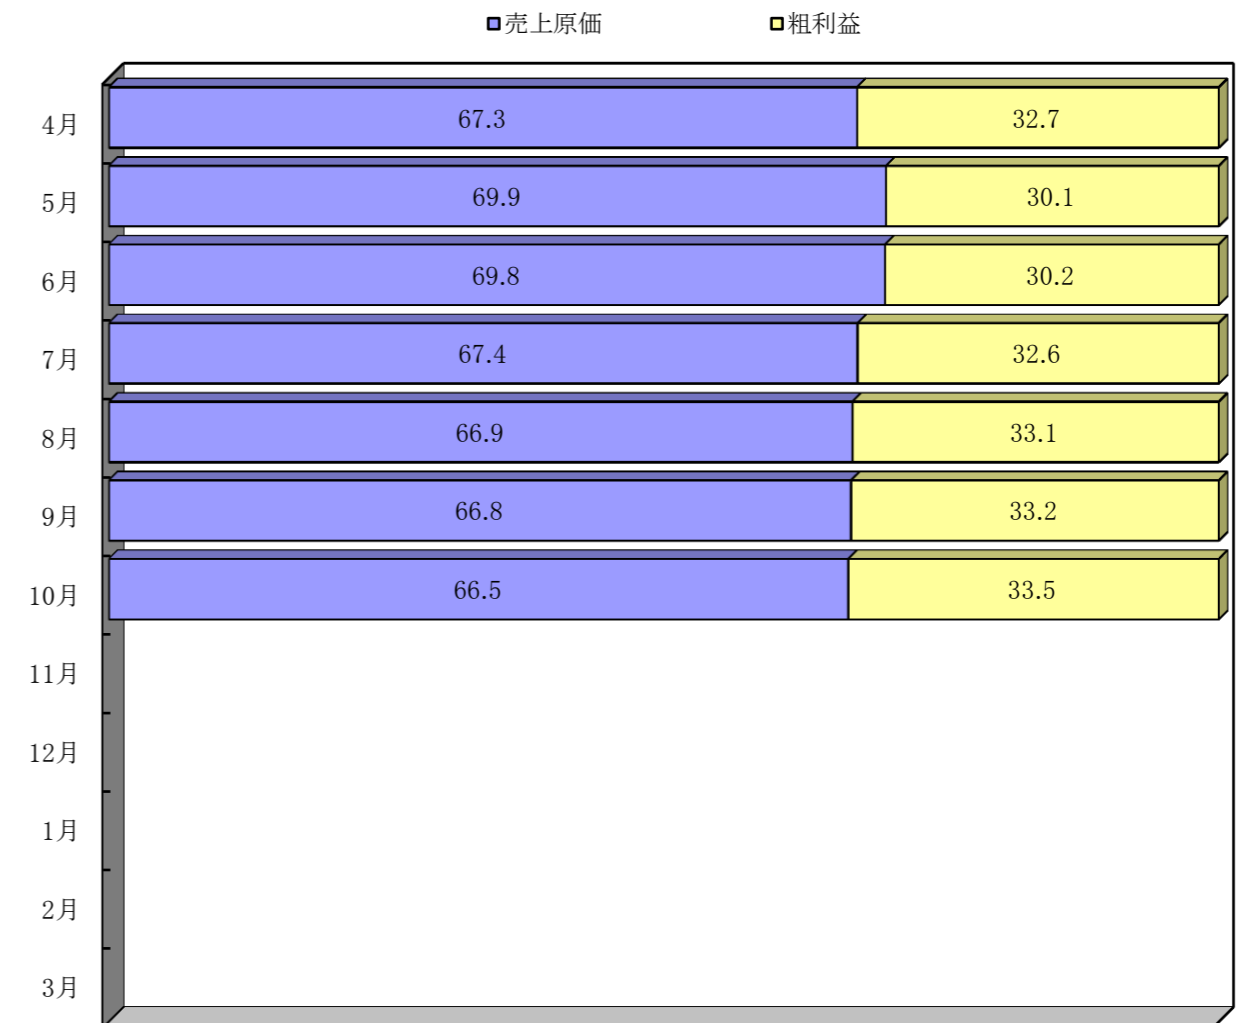 売上原価 粗利益
4月 67.3 32.7
5月 69.9 30.1
6月 69.8 30.2
7月 67.4 32.6
8月 66.9 33.1
9月 66.8 33.2
10月 66.5 33.5
11月
12月
1月
2月
3月